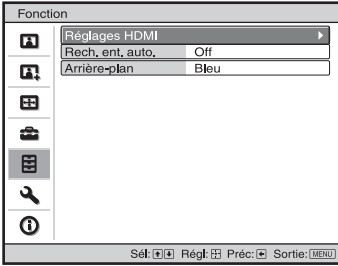 Fonction
Réglages HDMI
Rech. ent. auto. Off
Arrière-plan Bleu
Sél: Régl: Préc: Sortie: MENU